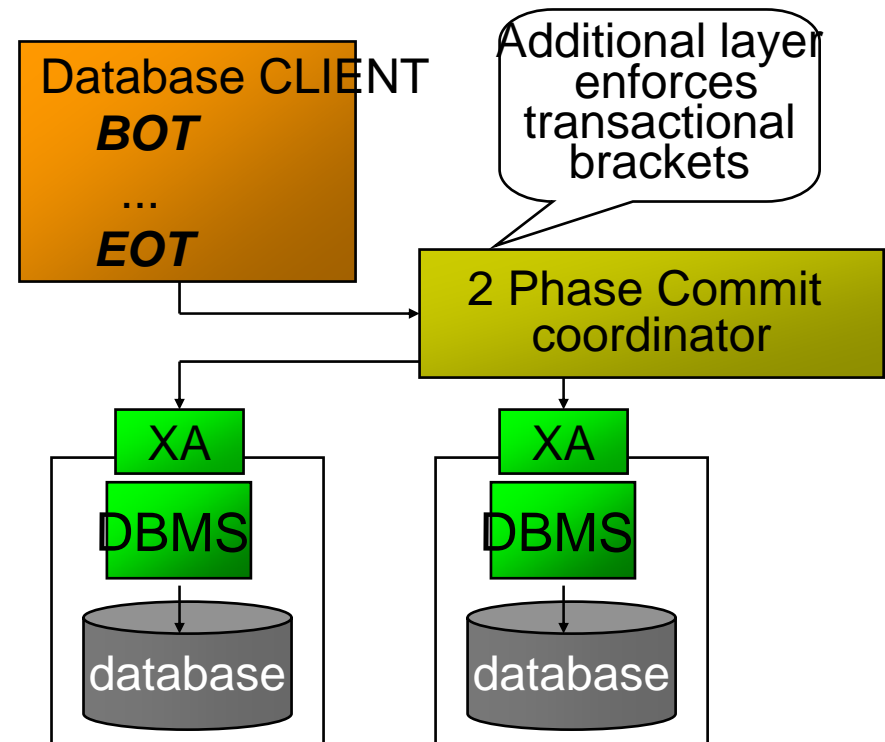 Database CLIENT
BOT
...
EOT
Additional layer
enforces
transactional
brackets
2 Phase Commit
coordinator
XA
DBMS
database
XA
DBMS
database